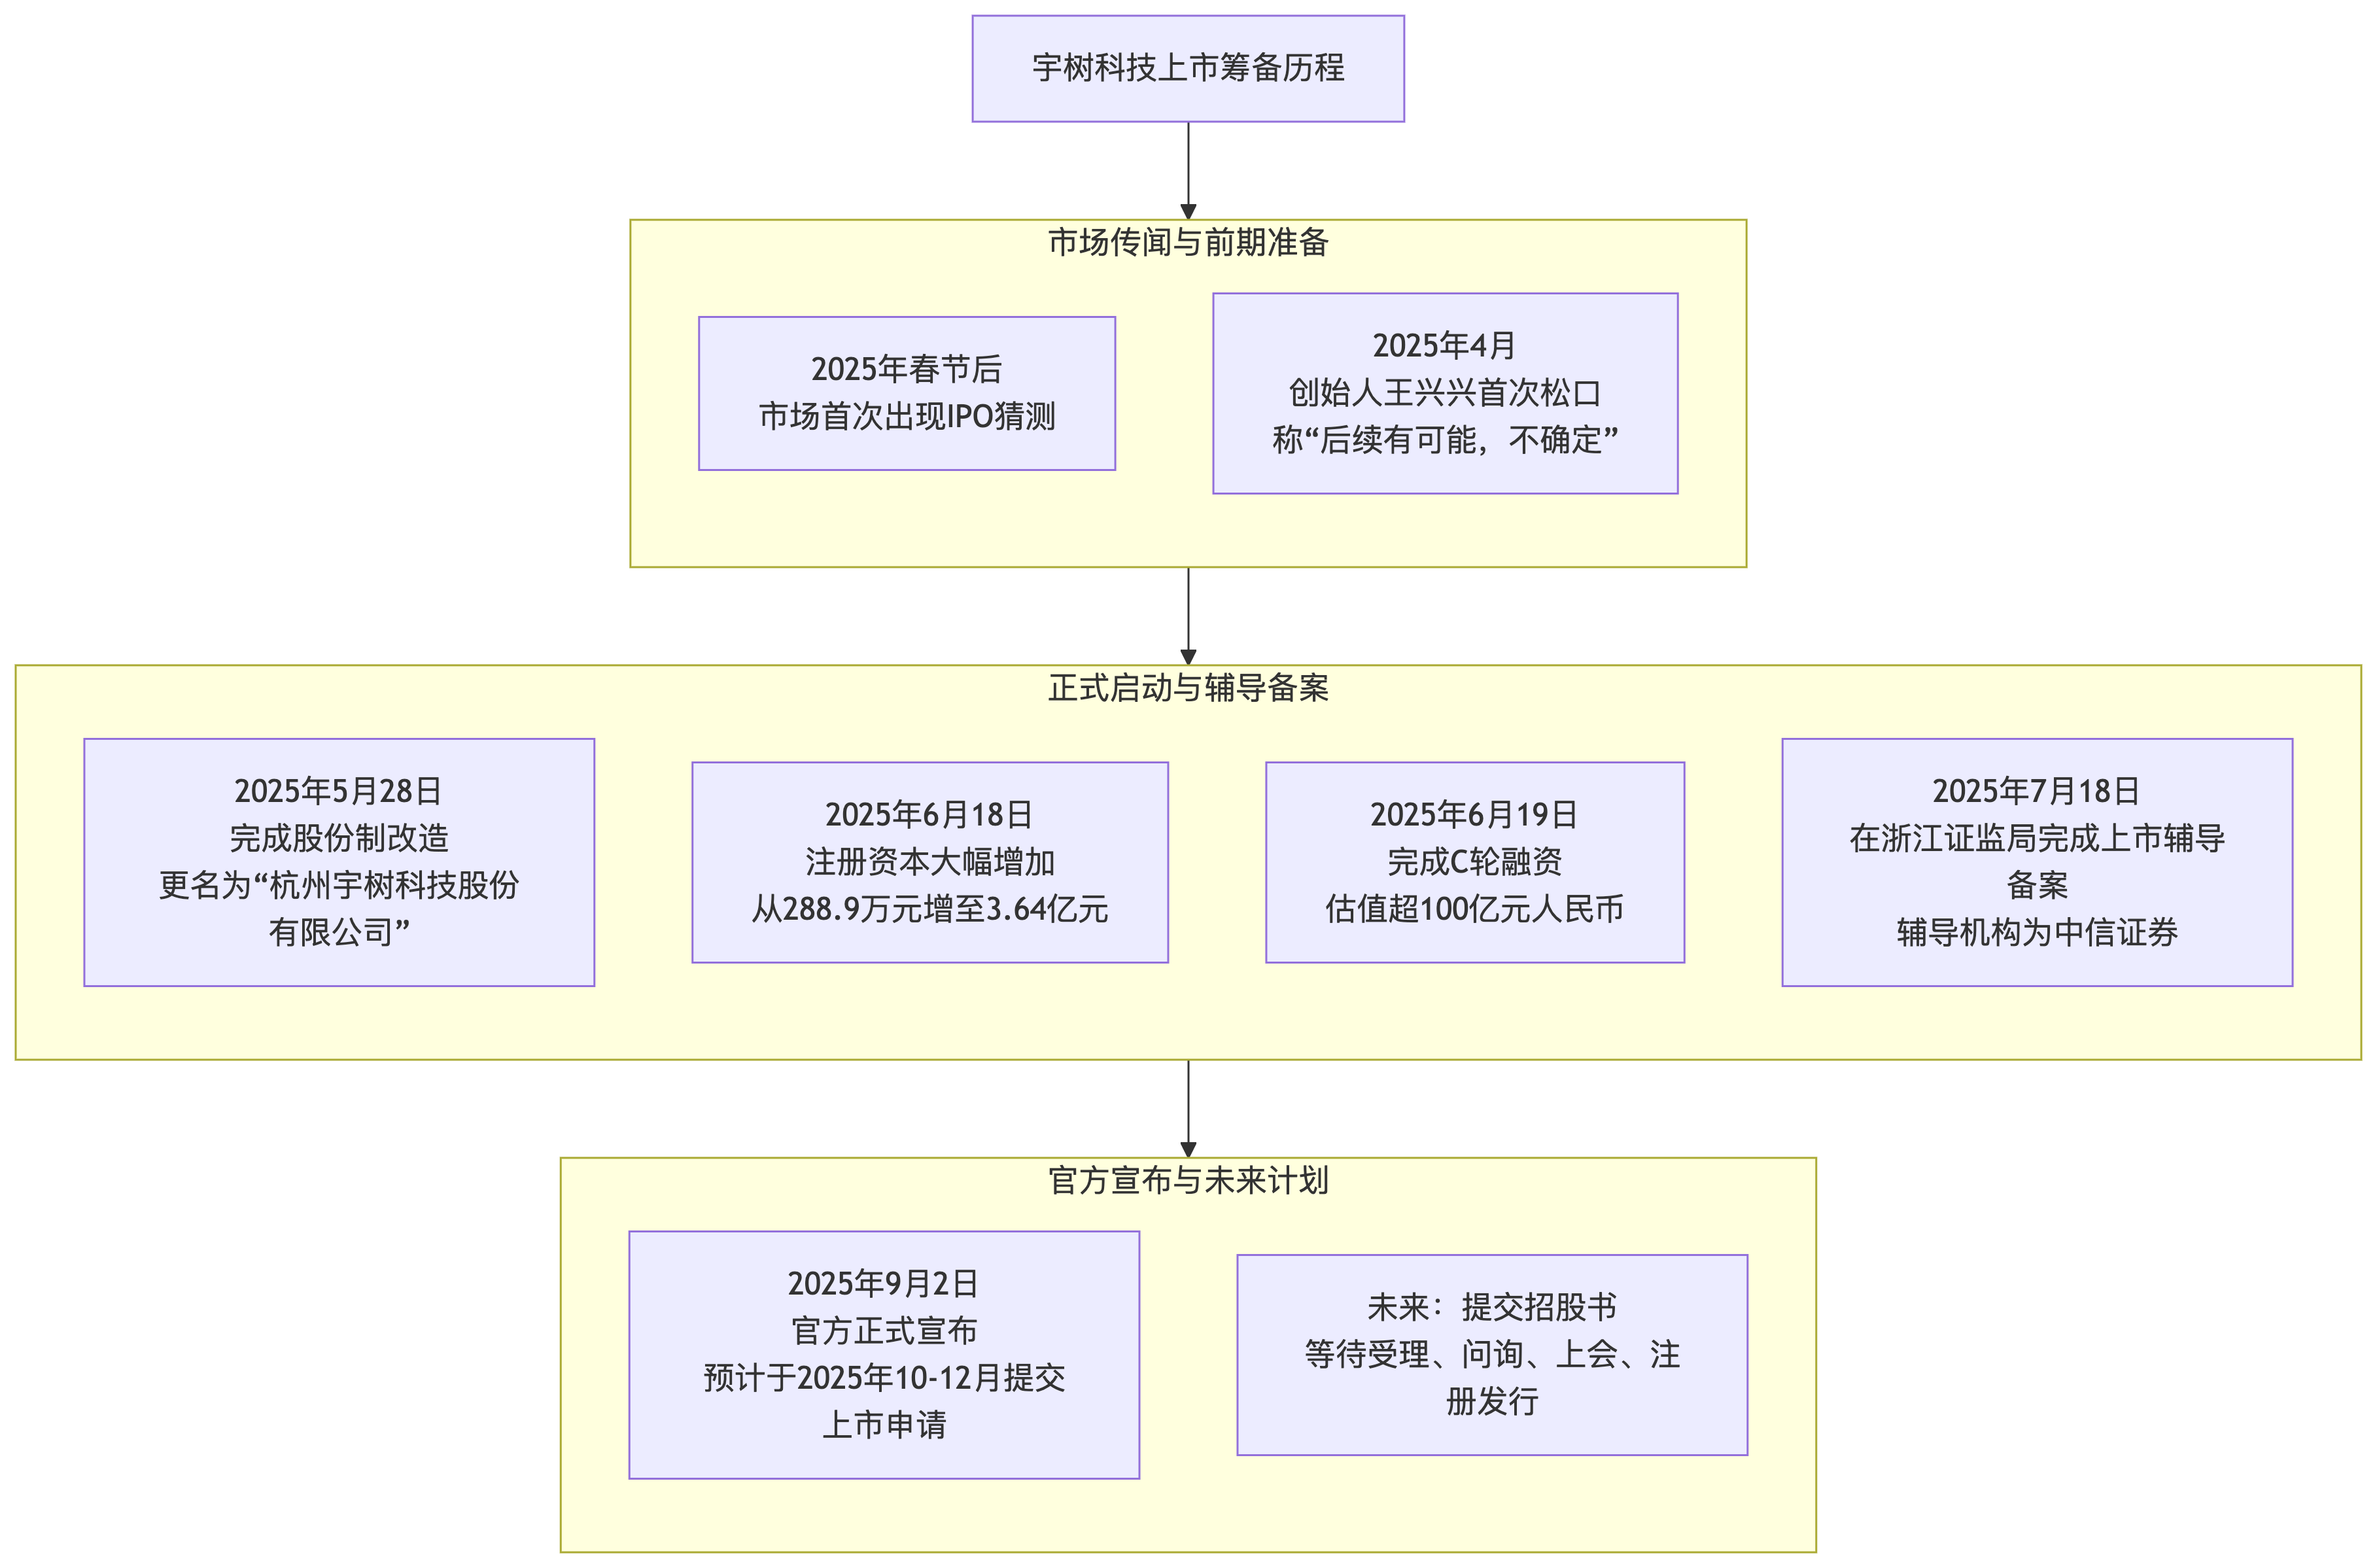 宇树科技上市筹备历程
市场传闻与前期准备
2025年春节后
市场首次出现IPO猜测
2025年4月
创始人王兴兴首次松口
称“后续有可能，不确定”
正式启动与辅导备案
2025年5月28日
完成股份制改造
更名为“杭州宇树科技股份
有限公司”
2025年6月18日
注册资本大幅增加
从288.9万元增至3.64亿元
2025年6月19日
完成C轮融资
估值超100亿元人民币
2025年7月18日
在浙江证监局完成上市辅导
备案
辅导机构为中信证券
官方宣布与未来计划
2025年9月2日
官方正式宣布
预计于2025年10-12月提交
上市申请
未来：提交招股书
等待受理、问询、上会、注
册发行